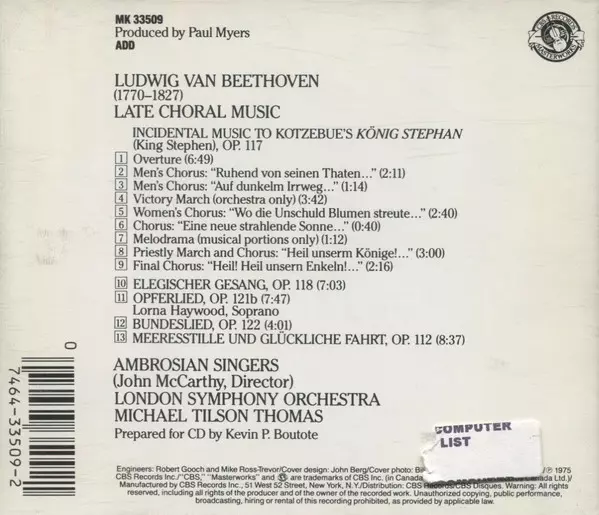 MK 33509
Produced by Paul Myers
ADD
CBS RECORDS
MASTERWORKS
LUDWIG VAN BEETHOVEN
(1770–1827)
LATE CHORAL MUSIC
INCIDENTAL MUSIC TO KOTZEBUE'S KÖNIG STEPHAN
(King Stephen), OP. 117
1 Overture (6:49)
2 Men's Chorus: “Ruhend von seinen Thaten...” (2:11)
3 Men's Chorus: “Auf dunkelm Irrweg...” (1:14)
4 Victory March (orchestra only) (3:42)
5 Women's Chorus: “Wo die Unschuld Blumen streute...” (2:40)
6 Chorus: “Eine neue strahlende Sonne...” (0:40)
7 Melodrama (musical portions only) (1:12)
8 Priestly March and Chorus: “Heil unserm Könige!...” (3:00)
9 Final Chorus: “Heil! Heil unsern Enkeln!...” (2:16)
10 ELEGISCHER GESANG, OP. 118 (7:03)
11 OPFERLIED, OP. 121b (7:47)
Lorna Haywood, Soprano
12 BUNDESLIED, OP. 122 (4:01)
13 MEERESSTILLE UND GLÜCKLICHE FAHRT, OP. 112 (8:37)
AMBROSIAN SINGERS
(John McCarthy, Director)
LONDON SYMPHONY ORCHESTRA
MICHAEL TILSON THOMAS
Prepared for CD by Kevin P. Boutote
0
7464-33509-2
COMPUTER
LIST
Engineers: Robert Gooch and Mike Ross-Trevor/Cover design: John Berg/Cover photo: /℗ 1975
CBS Records Inc./“CBS,” “Masterworks” and are trademarks of CBS Inc. (in Canada, Canada Ltd.)/
Manufactured by CBS Records Inc., 51 West 52 Street, New York, N.Y./Distribution: CBS Records/CBS Disques. Warning: All rights
reserved, including all rights of the producer and of the owner of the recorded work. Unauthorized copying, public performance,
broadcasting, hiring or rental of this recording prohibited, as provided by applicable law.